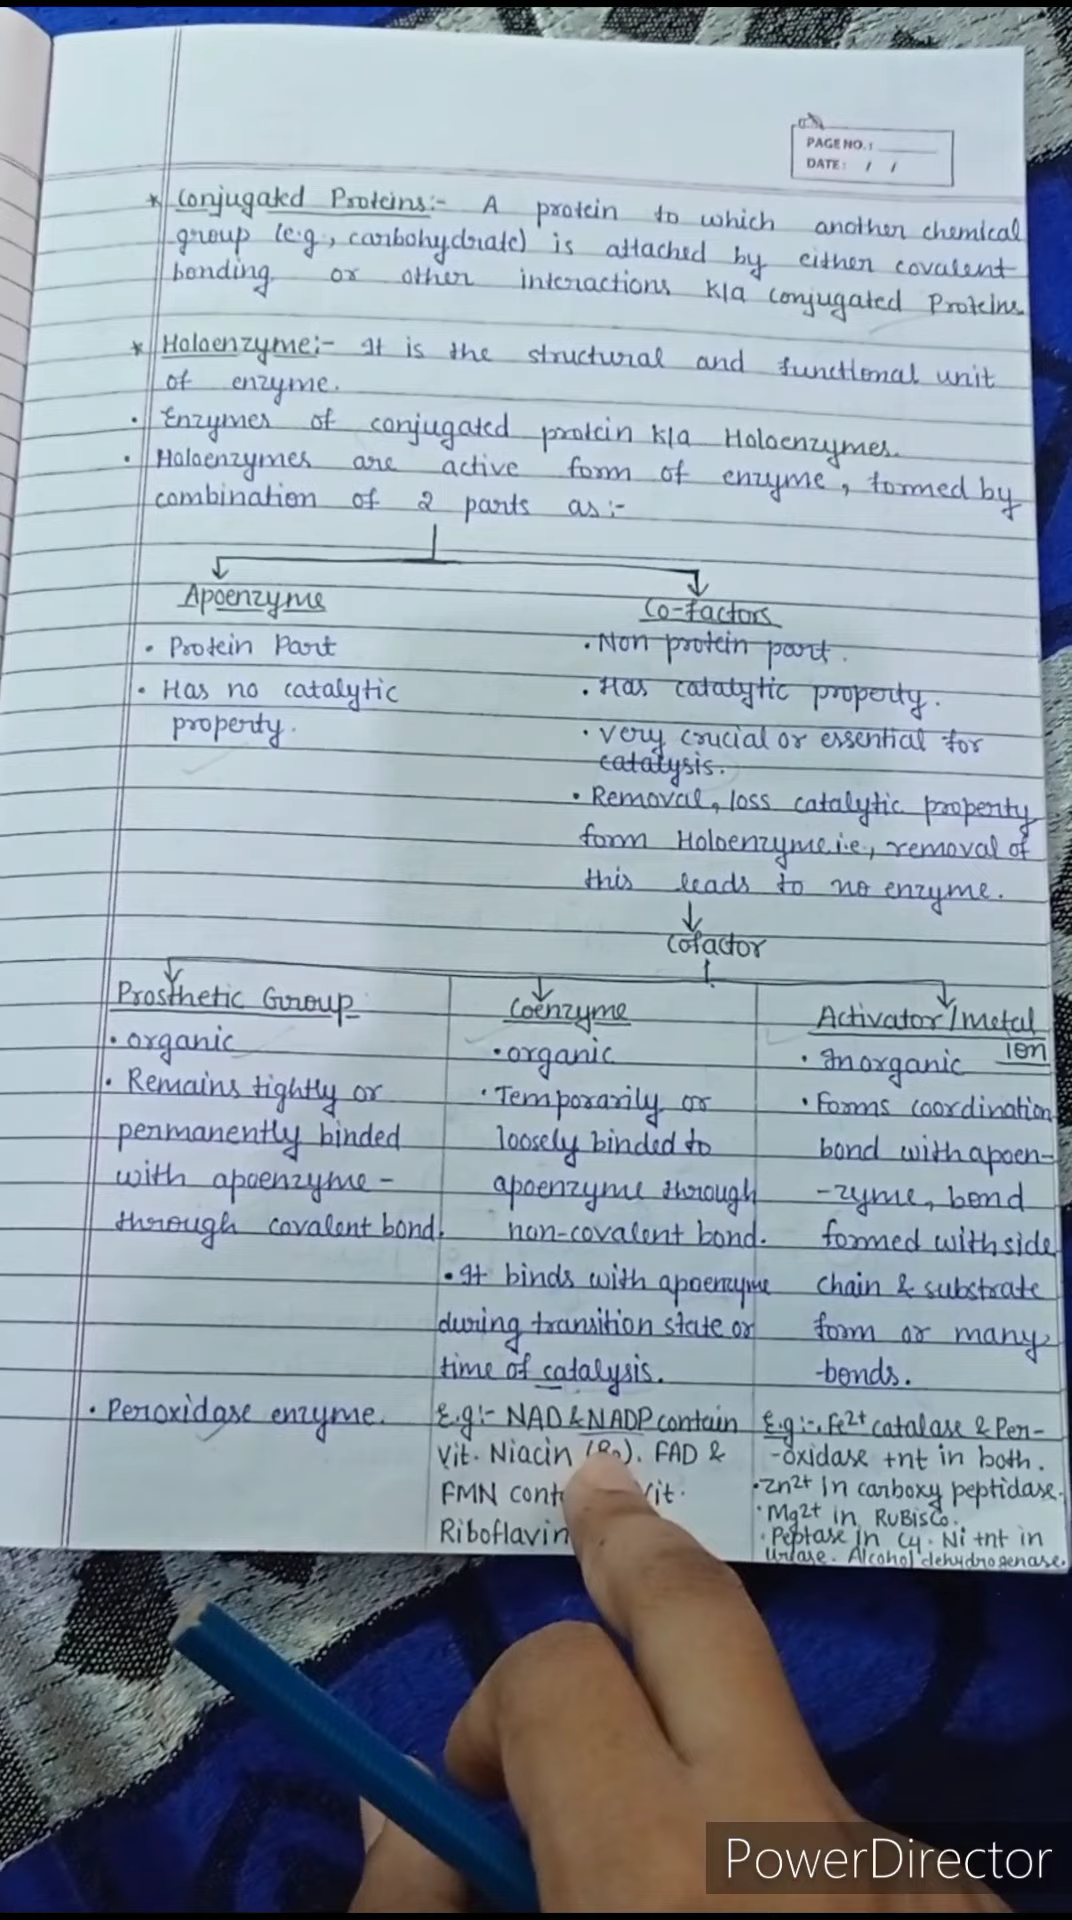 PAGE NO.:
DATE: / /
* Conjugated Proteins:- A protein to which another chemical
group (e.g, carbohydrate) is attached by either covalent
bonding or other interactions K/a Conjugated Proteins.
* Holoenzyme:- It is the structural and functional unit
of enzyme.
• Enzymes of conjugated protein K/a Holoenzymes.
• Holoenzymes are active form of enzyme, formed by
combination of 2 parts as:-
Apoenzyme
• Protein Part
• Has no catalytic
property.
Co-factors
• Non protein part.
• Has catalytic property.
• very crucial or essential for
catalysis.
• Removal, loss catalytic property
form Holoenzyme i.e., removal of
this leads to no enzyme.
Cofactor
Prosthetic Group
• organic
• Remains tightly or
permanently binded
with apoenzyme -
through covalent bond.
• Peroxidase enzyme.
Coenzyme
• organic
• Temporarily or
loosely binded to
apoenzyme through
non-covalent bond.
• It binds with apoenzyme
during transition state or
time of catalysis.
E.g:- NAD & NADP contain
Vit. Niacin FAD &
FMN
Riboflavin
Activator/Metal
ion
• Inorganic
• Forms coordination
bond with apoen-
-zyme, bond
formed with side
chain & substrate
form or many
-bonds.
E.g:-. Fe2+ catalase & Per-
-oxidase +nt in both.
• Zn2+ In carboxy peptidase.
• Mg2+ in RuBisCo.
• Peptase in C4. Ni +nt in
Urease. Alcohol dehydrogenase.
PowerDirector